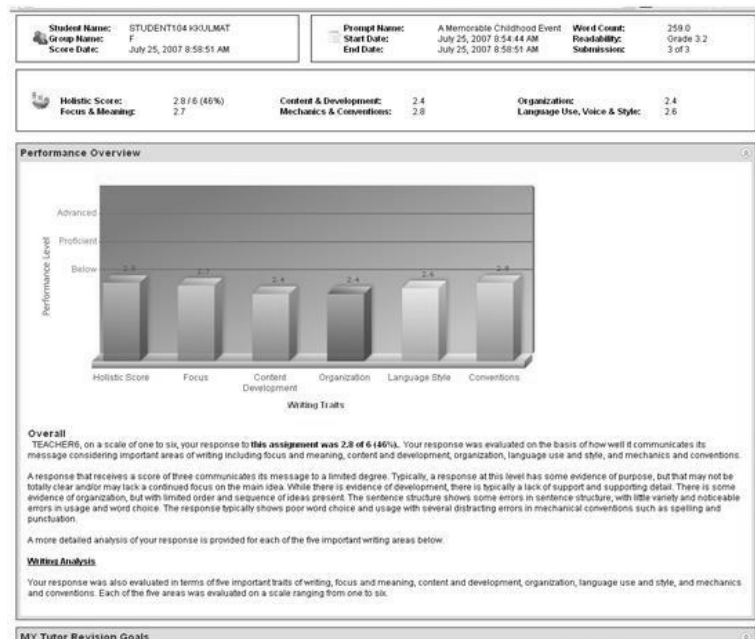 Student Name: STUDENT104 KKULMAT
Group Name: F
Score Date: July 25, 2007 8:58:51 AM
Prompt Name: A Memorable Childhood Event Word Count: 259.0
Start Date: July 25, 2007 8:54:44 AM Readability: Grade 3.2
End Date: July 25, 2007 8:58:51 AM Submission: 3 of 3
Holistic Score: 2.8 / 6 (46%) Content & Development: 2.4 Organization: 2.4
Focus & Meaning: 2.7 Mechanics & Conventions: 2.8 Language Use, Voice & Style: 2.6
Performance Overview
Performance Level
Advanced
Proficient
Below
2.8 2.7 2.4 2.4 2.6 2.8
Holistic Score Focus Content Organization Language Style Conventions
Development
Writing Traits
Overall
TEACHER6, on a scale of one to six, your response to this assignment was 2.8 of 6 (46%). Your response was evaluated on the basis of how well it communicates its
message considering important areas of writing including focus and meaning, content and development, organization, language use and style, and mechanics and conventions.
A response that receives a score of three communicates its message to a limited degree. Typically, a response at this level has some evidence of purpose, but that may not be
totally clear and/or may lack a continued focus on the main idea. While there is evidence of development, there is typically a lack of support and supporting detail. There is some
evidence of organization, but with limited order and sequence of ideas present. The sentence structure shows some errors in sentence structure, with little variety and noticeable
errors in usage and word choice. The response typically shows poor word choice and usage with several distracting errors in mechanical conventions such as spelling and
punctuation.
A more detailed analysis of your response is provided for each of the five important writing areas below.
Writing Analysis
Your response was also evaluated in terms of five important traits of writing, focus and meaning, content and development, organization, language use and style, and mechanics
and conventions. Each of the five areas was evaluated on a scale ranging from one to six.
MY Tutor Revision Goals